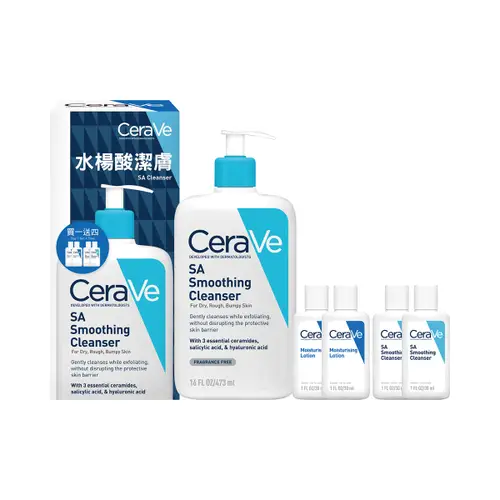 CeraVe
水楊酸潔膚
SA Cleanser
買一送四
CeraVe
DEVELOPED WITH DERMATOLOGISTS
SA
Smoothing
Cleanser
For Dry, Rough, Bumpy Skin
Gently cleanses while exfoliating,
without disrupting the protective
skin barrier
With 3 essential ceramides,
salicylic acid, & hyaluronic acid
CeraVe
DEVELOPED WITH DERMATOLOGISTS
SA
Smoothing
Cleanser
For Dry, Rough, Bumpy Skin
Gently cleanses while exfoliating,
without disrupting the protective
skin barrier
With 3 essential ceramides,
salicylic acid, & hyaluronic acid
FRAGRANCE FREE
16 FL OZ/473 ml
CeraVe
Moisturising
Lotion
CeraVe
Moisturising
Lotion
CeraVe
SA
Smoothing
Cleanser
CeraVe
SA
Smoothing
Cleanser